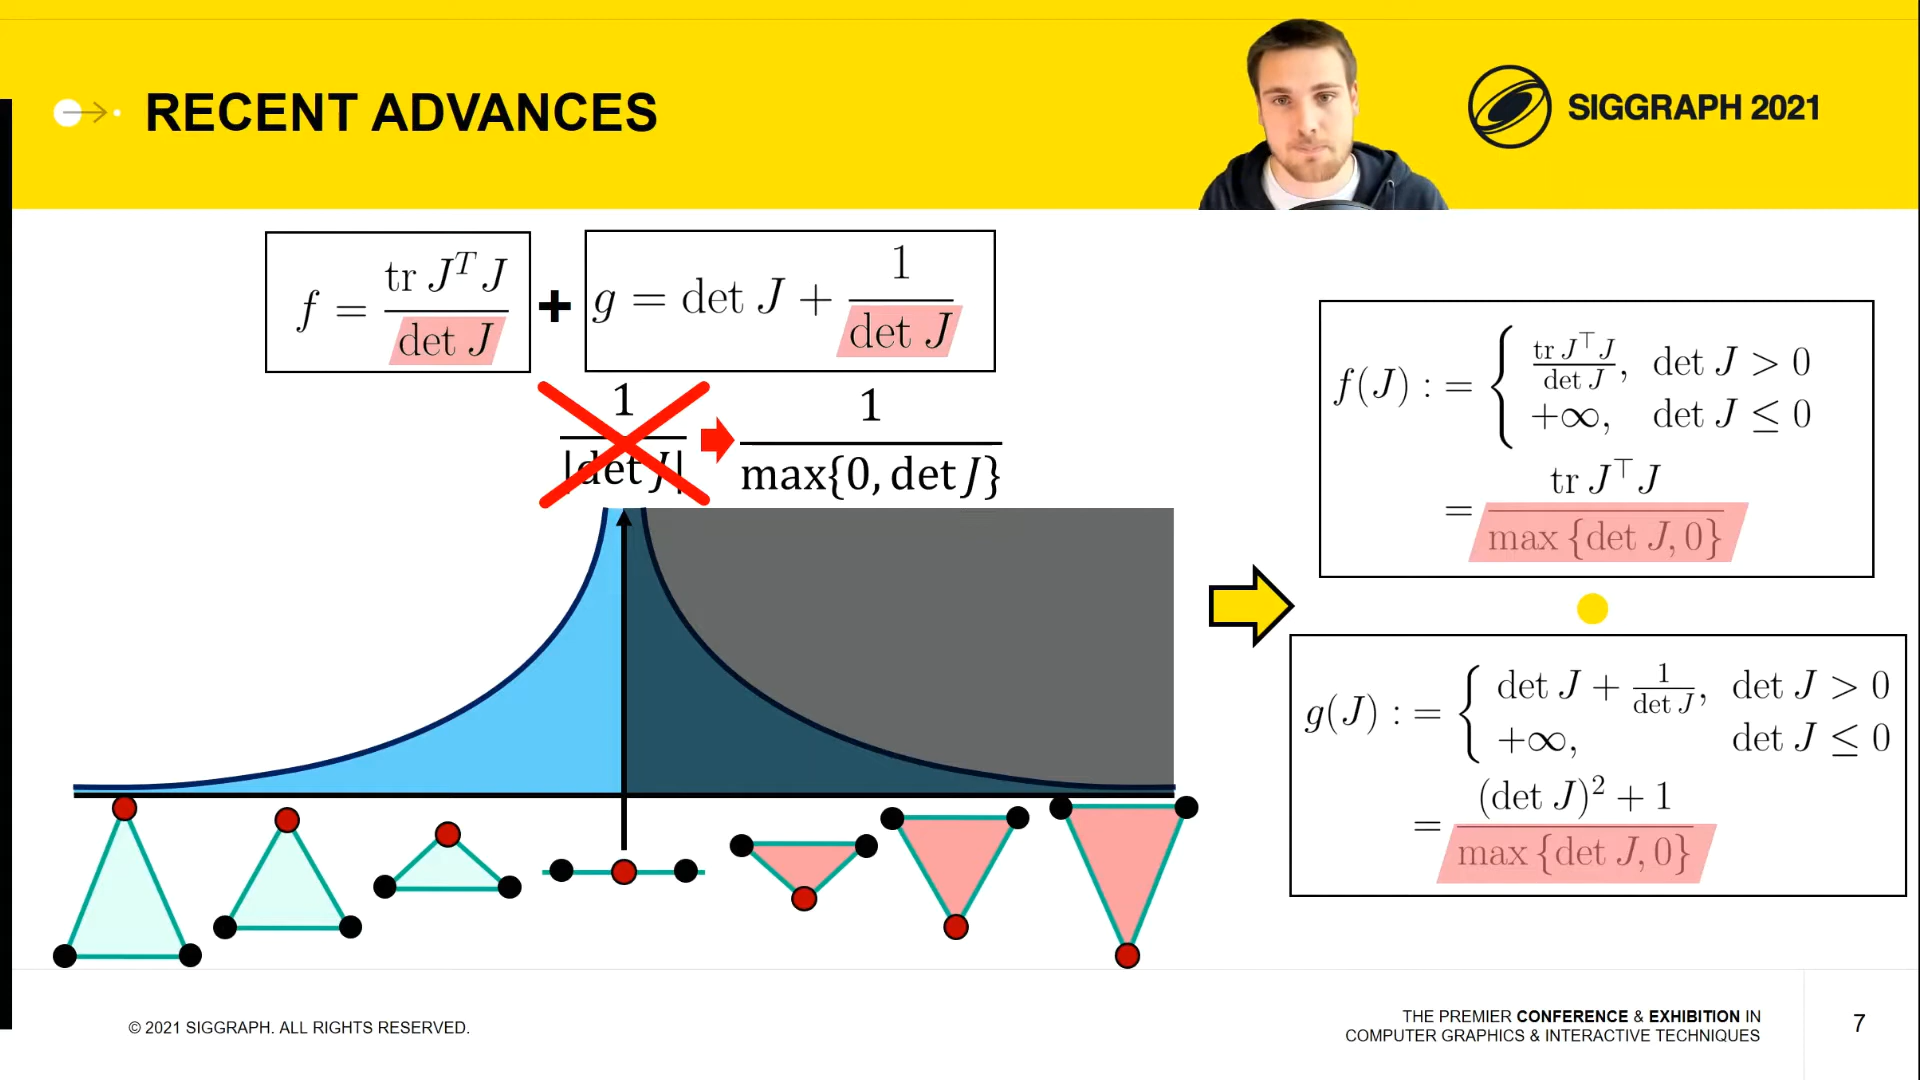 RECENT ADVANCES
SIGGRAPH 2021
f = tr J^T J / det J + g = det J + 1 / det J
1 / |det J| 1 / max{0, det J}
f(J) := { tr J^⊤ J / det J, det J > 0
+∞, det J ≤ 0
= tr J^⊤ J / max {det J, 0}
g(J) := { det J + 1 / det J, det J > 0
+∞, det J ≤ 0
= (det J)^2 + 1 / max {det J, 0}
© 2021 SIGGRAPH. ALL RIGHTS RESERVED.
THE PREMIER CONFERENCE & EXHIBITION IN
COMPUTER GRAPHICS & INTERACTIVE TECHNIQUES
7